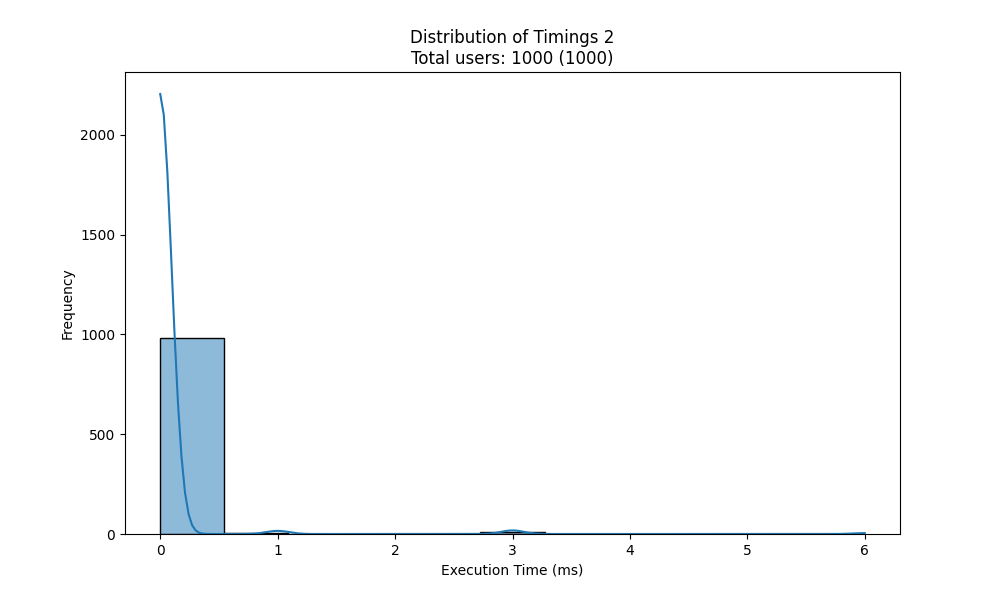 Distribution of Timings 2
Total users: 1000 (1000)
2000
1500
1000
500
0
Frequency
0 1 2 3 4 5 6
Execution Time (ms)